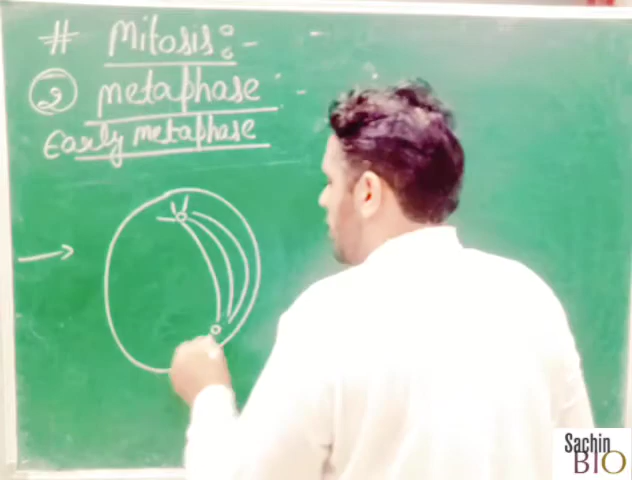 # Mitosis:-
② metaphase :-
Early metaphase
Sachin
BIO